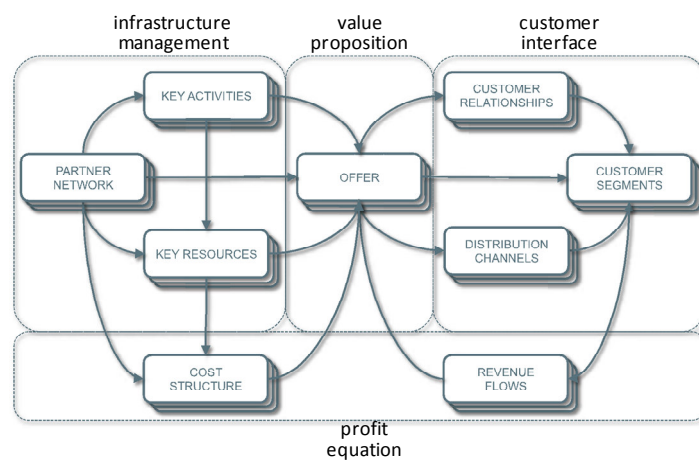 infrastructure
management
value
proposition
customer
interface
KEY ACTIVITIES
CUSTOMER
RELATIONSHIPS
PARTNER
NETWORK
OFFER
CUSTOMER
SEGMENTS
KEY RESOURCES
DISTRIBUTION
CHANNELS
COST
STRUCTURE
REVENUE
FLOWS
profit
equation